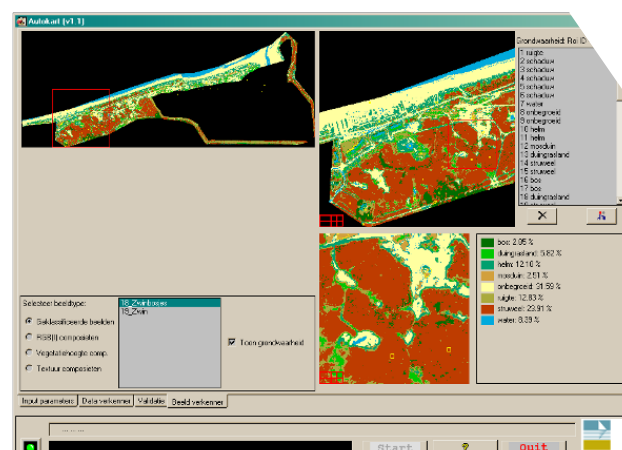 Autokart (v1.1)
Grondwaarheid: Roi ID
1 ruigte
2 schaduw
3 schaduw
4 schaduw
5 schaduw
6 schaduw
7 water
8 onbegroeid
9 onbegroeid
10 helm
11 helm
12 mosduin
13 duingrasland
14 struweel
15 struweel
16 bos
17 bos
18 duingrasland
bos: 2.85 %
duingrasland: 5.82 %
helm: 12.10 %
mosduin: 2.51 %
onbegroeid: 31.59 %
ruigte: 12.83 %
struweel: 23.91 %
water: 8.39 %
Selecteer beeldtype:
Geklassificeerde beelden
RGB(I) composieten
Vegetatiehoogte comp.
Textuur composieten
18_Zwinbosjes
19_Zwin
Toon grondwaarheid
Input parameters
Data verkenner
Validatie
Beeld verkenner
Start
?
Quit